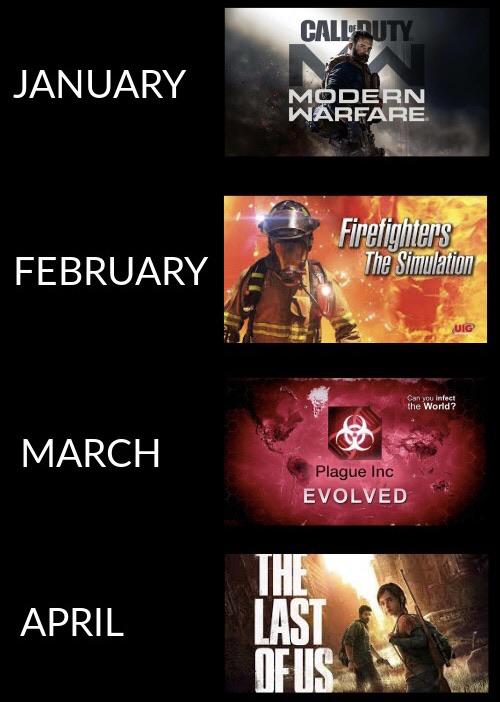 JANUARY
CALL OF DUTY
MW
MODERN
WARFARE
FEBRUARY
Firefighters
The Simulation
UIG
MARCH
Can you infect
the World?
Plague Inc
EVOLVED
APRIL
THE
LAST
OF US